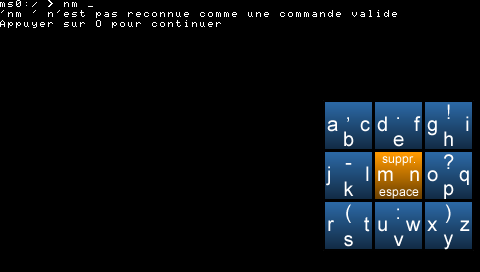 ms0:/ > nm _
'nm ' n'est pas reconnue comme une commande valide
Appuyer sur O pour continuer
a , c b
d . f e
g ! i h
j - l k
suppr. m n espace
o ? q p
r ( t s
u : w v
x ) z y